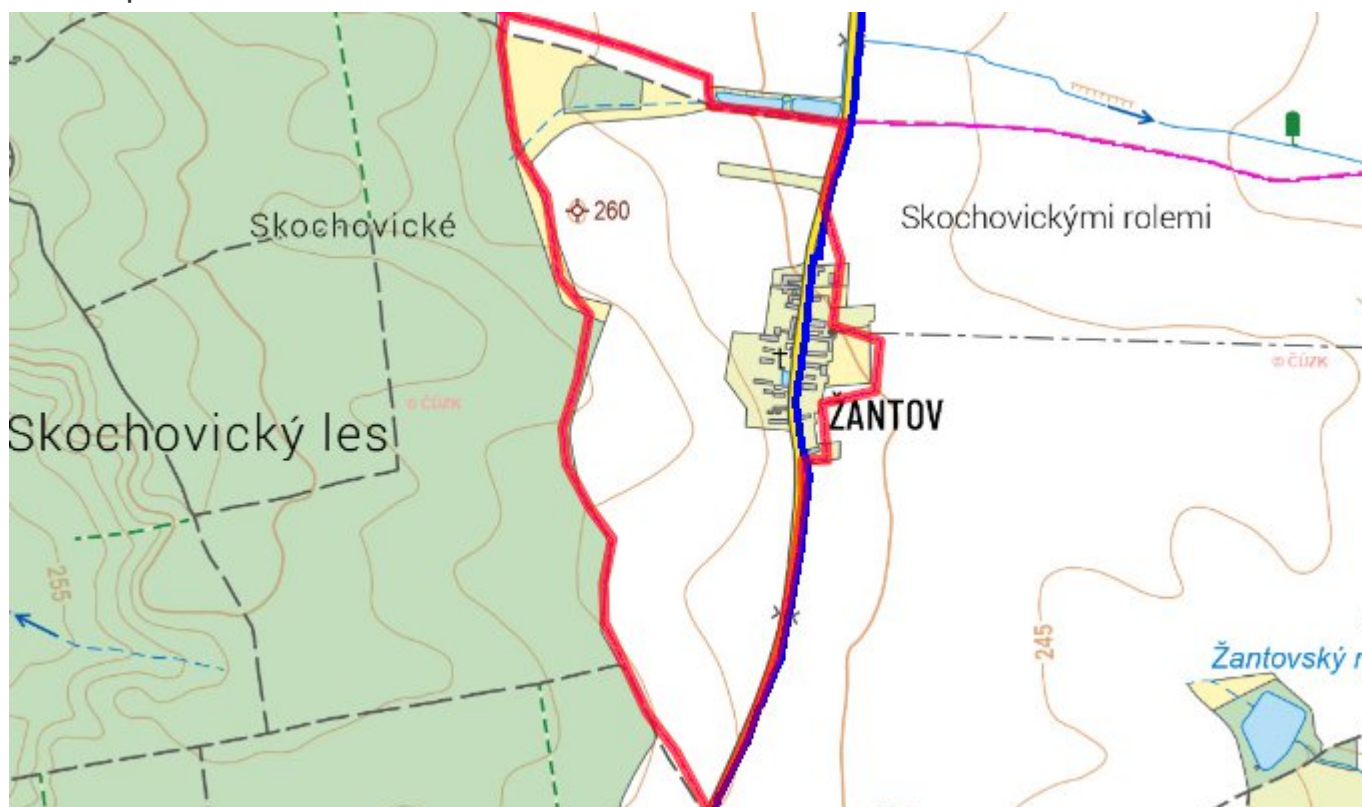 Skochovické
260
Skochovickými rolemi
© ČÚZK
© ČÚZK
Skochovický les
ŽANTOV
255
245
Žantovský